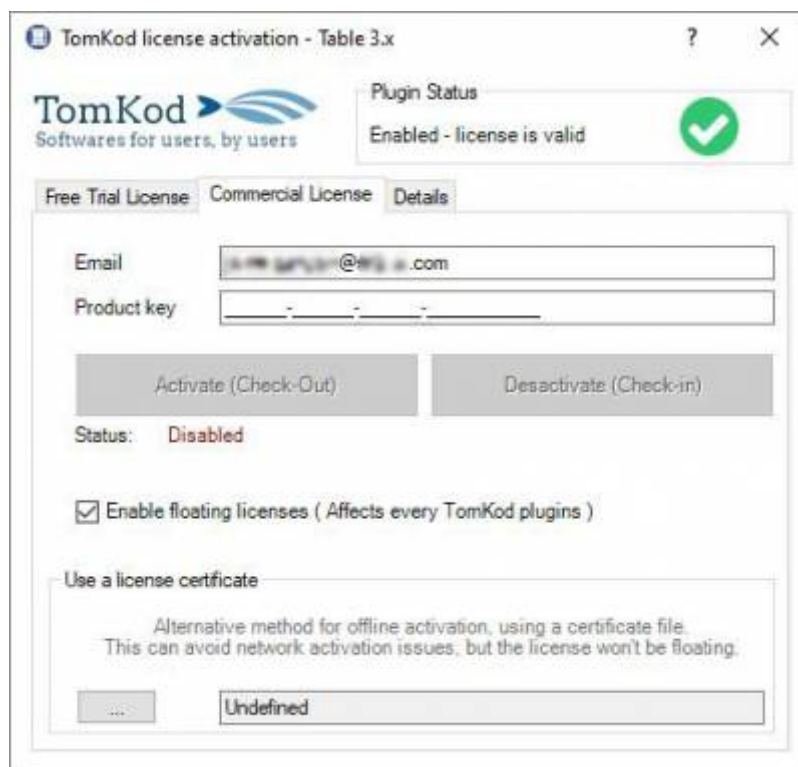 TomKod license activation - Table 3.x
?
TomKod
Softwares for users, by users
Plugin Status
Enabled - license is valid
Free Trial License
Commercial License
Details
Email
@
.com
Product key
Activate (Check-Out)
Desactivate (Check-in)
Status: Disabled
Enable floating licenses ( Affects every TomKod plugins )
Use a license certificate
Alternative method for offline activation, using a certificate file.
This can avoid network activation issues, but the license won't be floating.
...
Undefined